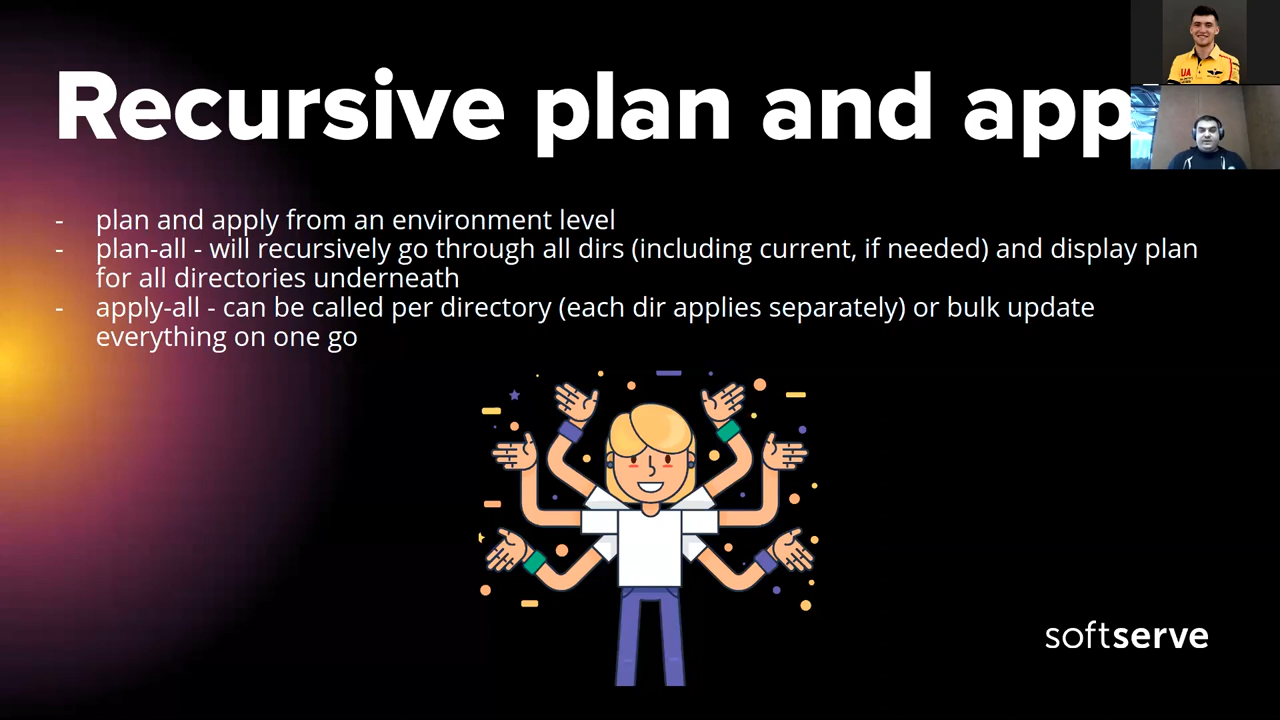 Recursive plan and app
- plan and apply from an environment level
- plan-all - will recursively go through all dirs (including current, if needed) and display plan
for all directories underneath
- apply-all - can be called per directory (each dir applies separately) or bulk update
everything on one go
UA
softserve